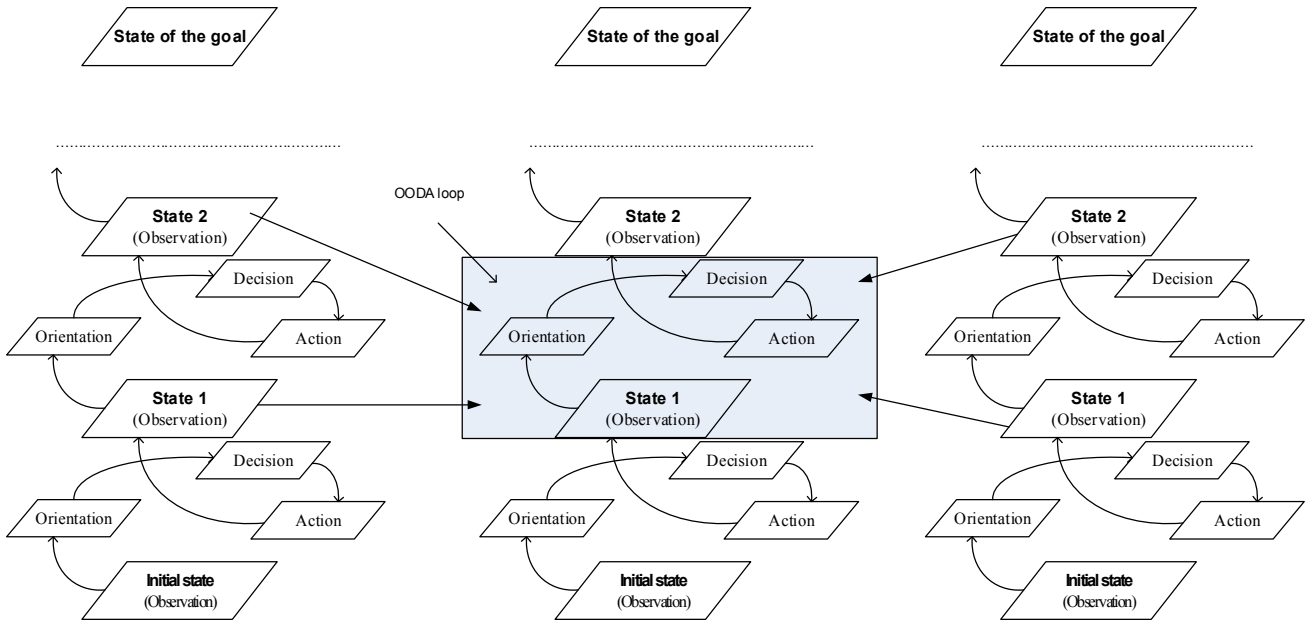 State of the goal
State of the goal
State of the goal
OODA loop
State 2
(Observation)
State 2
(Observation)
State 2
(Observation)
Decision
Decision
Decision
Orientation
Action
Orientation
Action
Orientation
Action
State 1
(Observation)
State 1
(Observation)
State 1
(Observation)
Decision
Decision
Decision
Orientation
Action
Orientation
Action
Orientation
Action
Initial state
(Observation)
Initial state
(Observation)
Initial state
(Observation)